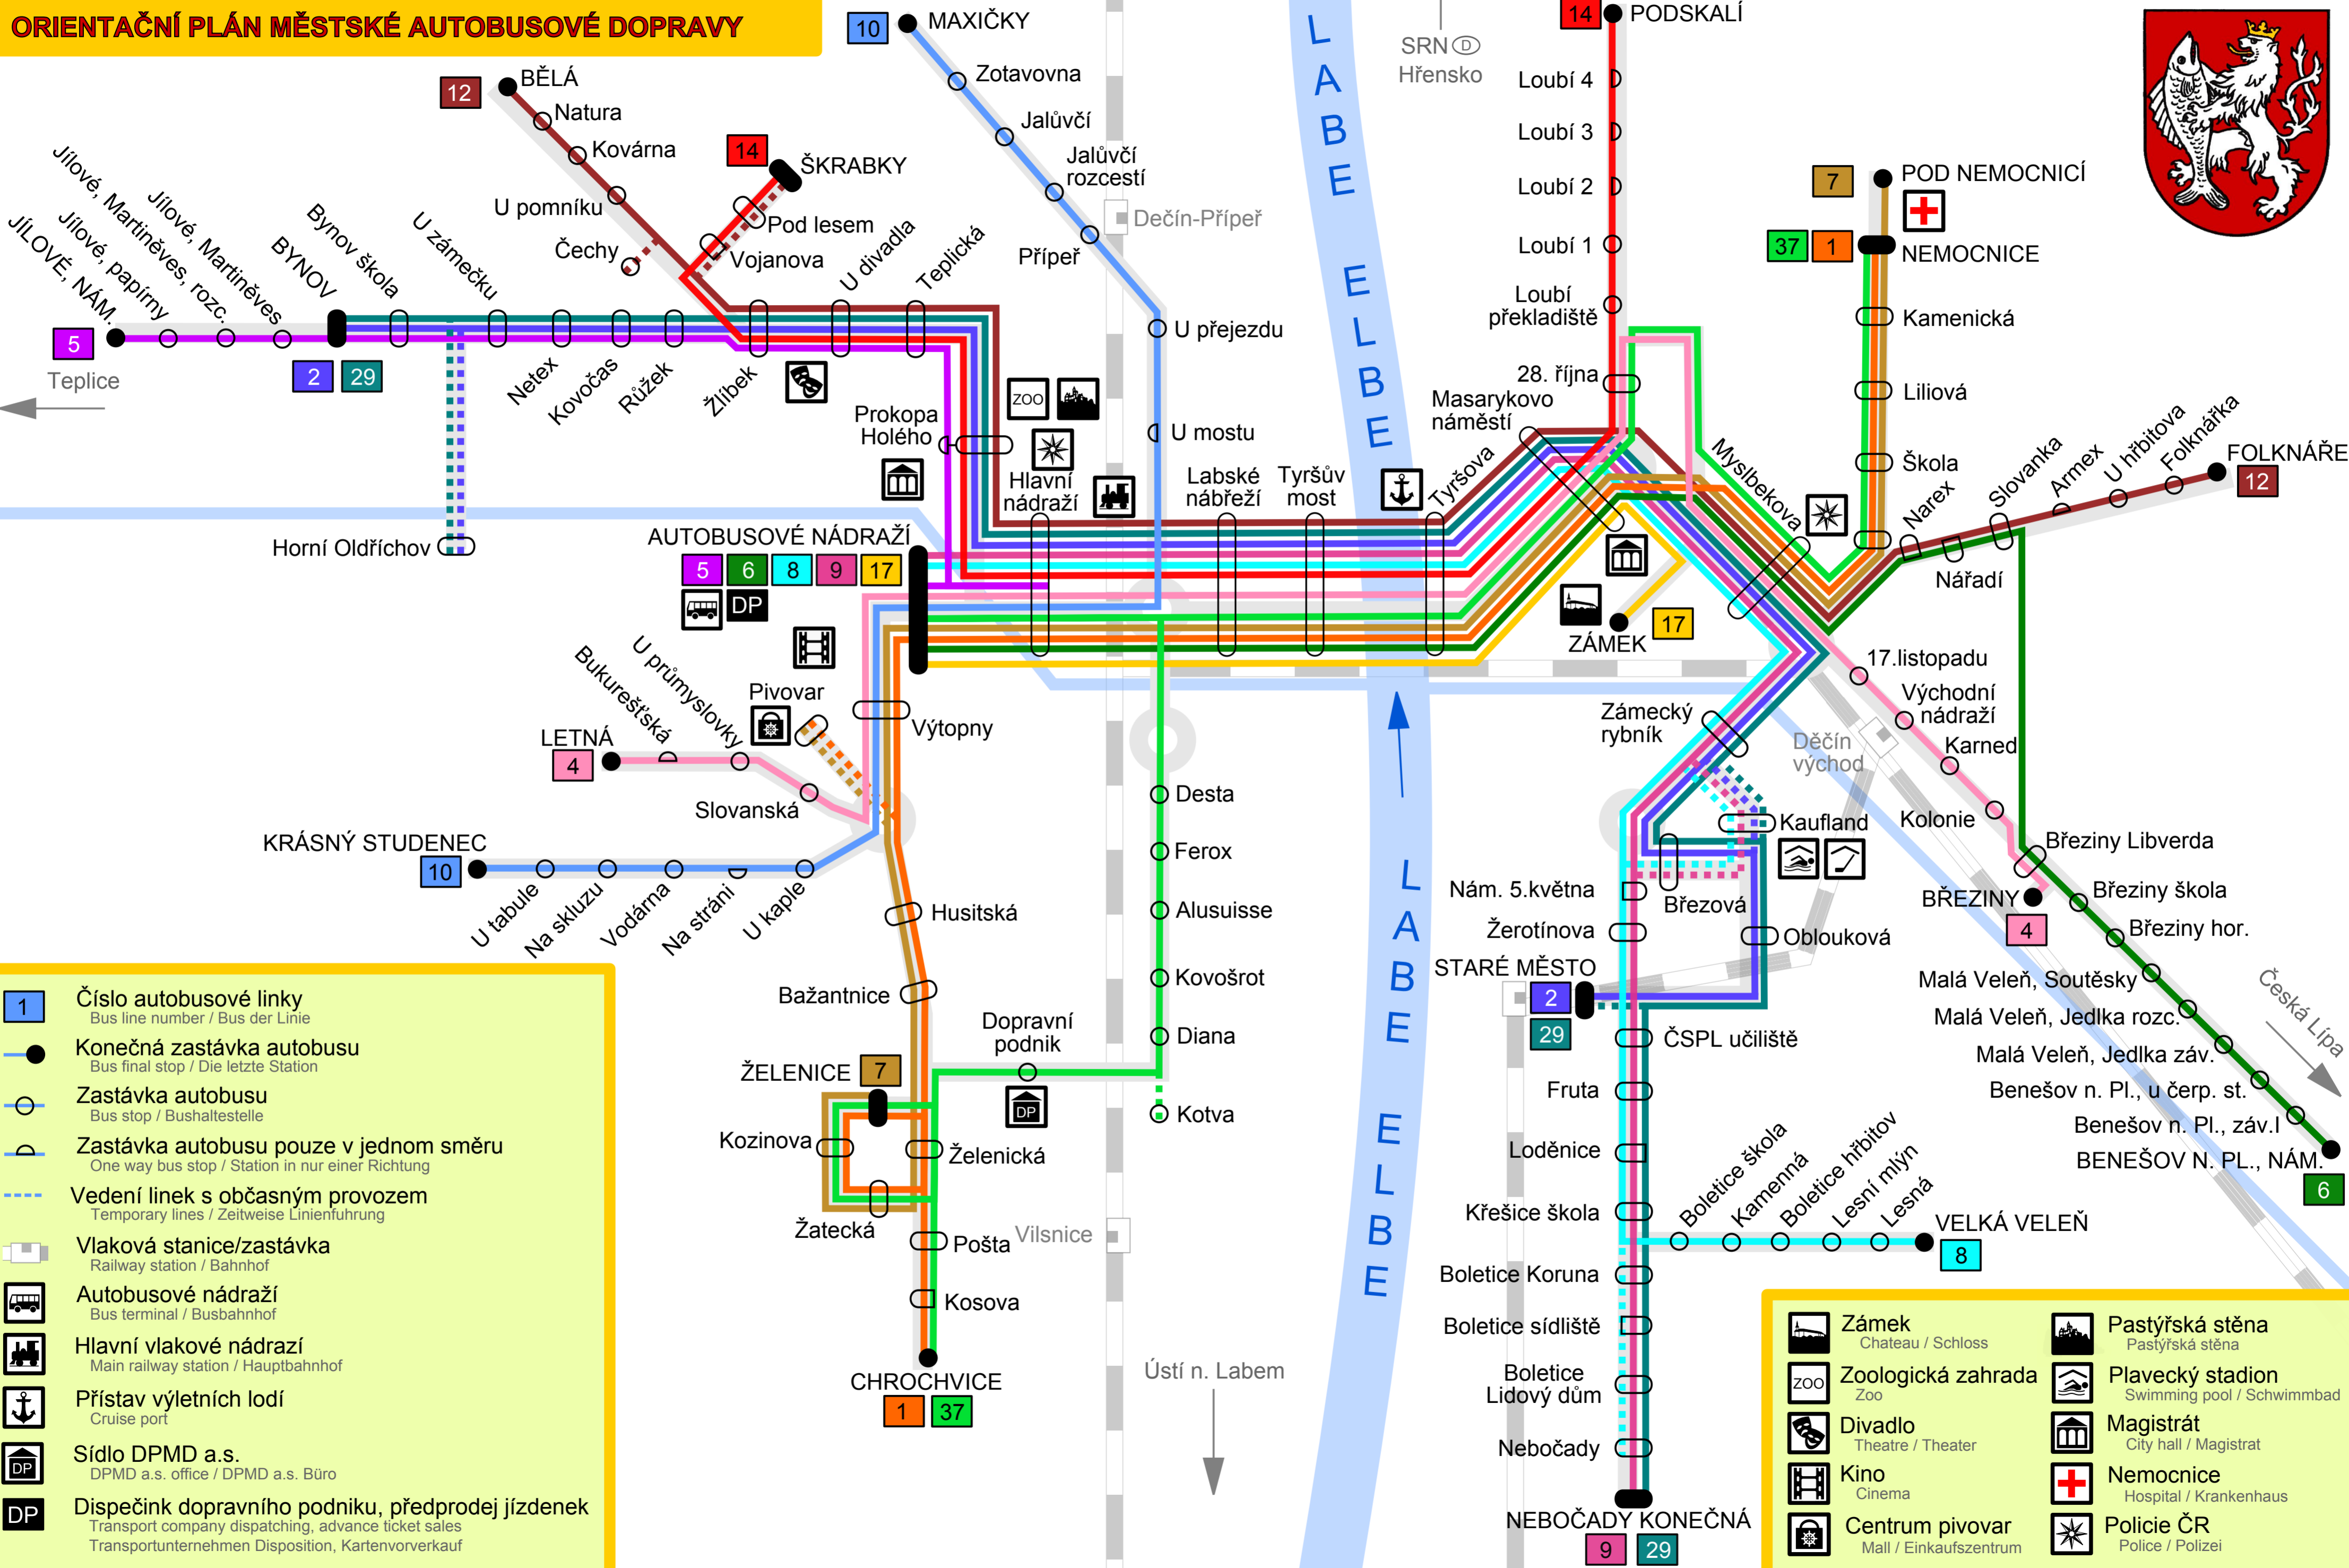 ORIENTAČNÍ PLÁN MĚSTSKÉ AUTOBUSOVÉ DOPRAVY
10
MAXIČKY
Zotavovna
Jalůvčí
Jalůvčí
rozcestí
Dečín-Přípeř
Přípeř
U přejezdu
U mostu
12
BĚLÁ
Natura
Kovárna
U pomníku
Čechy
14
ŠKRABKY
Pod lesem
Vojanova
5
JÍLOVÉ, NÁM.
Jílové, papírny
Jílové, Martiněves, rozc.
Jílové, Martiněves
BYNOV
2
29
Bynov škola
U zámečku
Netex
Kovočas
Růžek
Žlíbek
U divadla
Teplická
Teplice
Horní Oldříchov
Prokopa
Holého
ZOO
Hlavní
nádraží
Labské
nábřeží
Tyršův
most
Tyršova
LABE ELBE
SRN D
Hřensko
14
PODSKALÍ
Loubí 4
Loubí 3
Loubí 2
Loubí 1
Loubí
překladiště
28. října
Masarykovo
náměstí
Myslbekova
7
POD NEMOCNICÍ
37
1
NEMOCNICE
Kamenická
Liliová
Škola
Narex
Nářadí
Slovanka
Armex
U hřbitova
Folknářka
FOLKNÁŘE
12
AUTOBUSOVÉ NÁDRAŽÍ
5
6
8
9
17
DP
ZÁMEK
17
Výtopny
Pivovar
LETNÁ
4
Bukurešťská
U průmyslovky
Slovanská
KRÁSNÝ STUDENEC
10
U tabule
Na skluzu
Vodárna
Na stráni
U kaple
Husitská
Bažantnice
ŽELENICE
7
Kozinova
Želenická
Žatecká
Pošta
Kosova
CHROCHVICE
1
37
Dopravní
podnik
DP
Desta
Ferox
Alusuisse
Kovošrot
Diana
Kotva
Vilsnice
Ústí n. Labem
LABE ELBE
Zámecký
rybník
Děčín
východ
17.listopadu
Východní
nádraží
Karned
Kolonie
Březiny Libverda
BŘEZINY
4
Březiny škola
Březiny hor.
Malá Veleň, Soutěsky
Malá Veleň, Jedlka rozc.
Malá Veleň, Jedlka záv.
Benešov n. Pl., u čerp. st.
Benešov n. Pl., záv.I
BENEŠOV N. PL., NÁM.
6
Česká Lípa
Kaufland
Březová
Oblouková
Nám. 5.května
Žerotínova
STARÉ MĚSTO
2
29
ČSPL učiliště
Fruta
Loděnice
Křešice škola
Boletice Koruna
Boletice sídliště
Boletice
Lidový dům
Nebočady
NEBOČADY KONEČNÁ
9
29
Boletice škola
Kamenná
Boletice hřbitov
Lesní mlýn
Lesná
VELKÁ VELEŇ
8
1
Číslo autobusové linky
Bus line number / Bus der Linie
Konečná zastávka autobusu
Bus final stop / Die letzte Station
Zastávka autobusu
Bus stop / Bushaltestelle
Zastávka autobusu pouze v jednom směru
One way bus stop / Station in nur einer Richtung
Vedení linek s občasným provozem
Temporary lines / Zeitweise Linienfuhrung
Vlaková stanice/zastávka
Railway station / Bahnhof
Autobusové nádraží
Bus terminal / Busbahnhof
Hlavní vlakové nádrazí
Main railway station / Hauptbahnhof
Přístav výletních lodí
Cruise port
DP
Sídlo DPMD a.s.
DPMD a.s. office / DPMD a.s. Büro
DP
Dispečink dopravního podniku, předprodej jízdenek
Transport company dispatching, advance ticket sales
Transportunternehmen Disposition, Kartenvorverkauf
Zámek
Chateau / Schloss
ZOO
Zoologická zahrada
Zoo
Divadlo
Theatre / Theater
Kino
Cinema
Centrum pivovar
Mall / Einkaufszentrum
Pastýřská stěna
Pastýřská stěna
Plavecký stadion
Swimming pool / Schwimmbad
Magistrát
City hall / Magistrat
Nemocnice
Hospital / Krankenhaus
Policie ČR
Police / Polizei